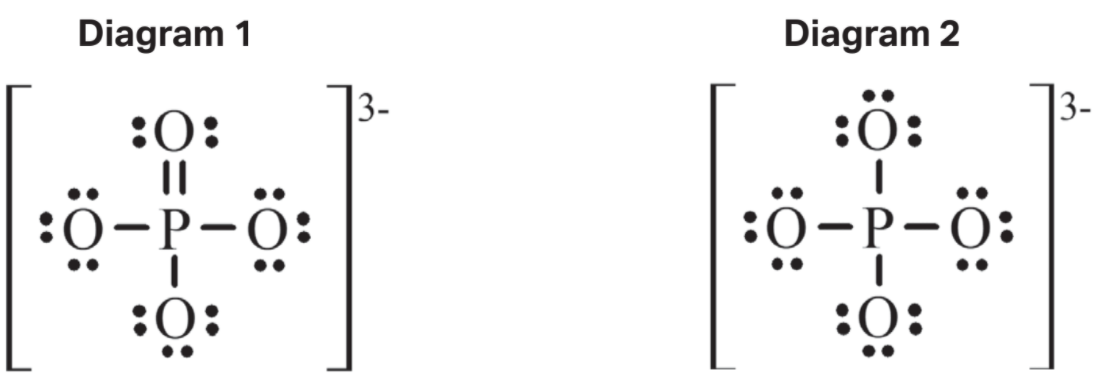 Diagram 1
Diagram 2
3-
O
O P O
O
3-
O
O P O
O